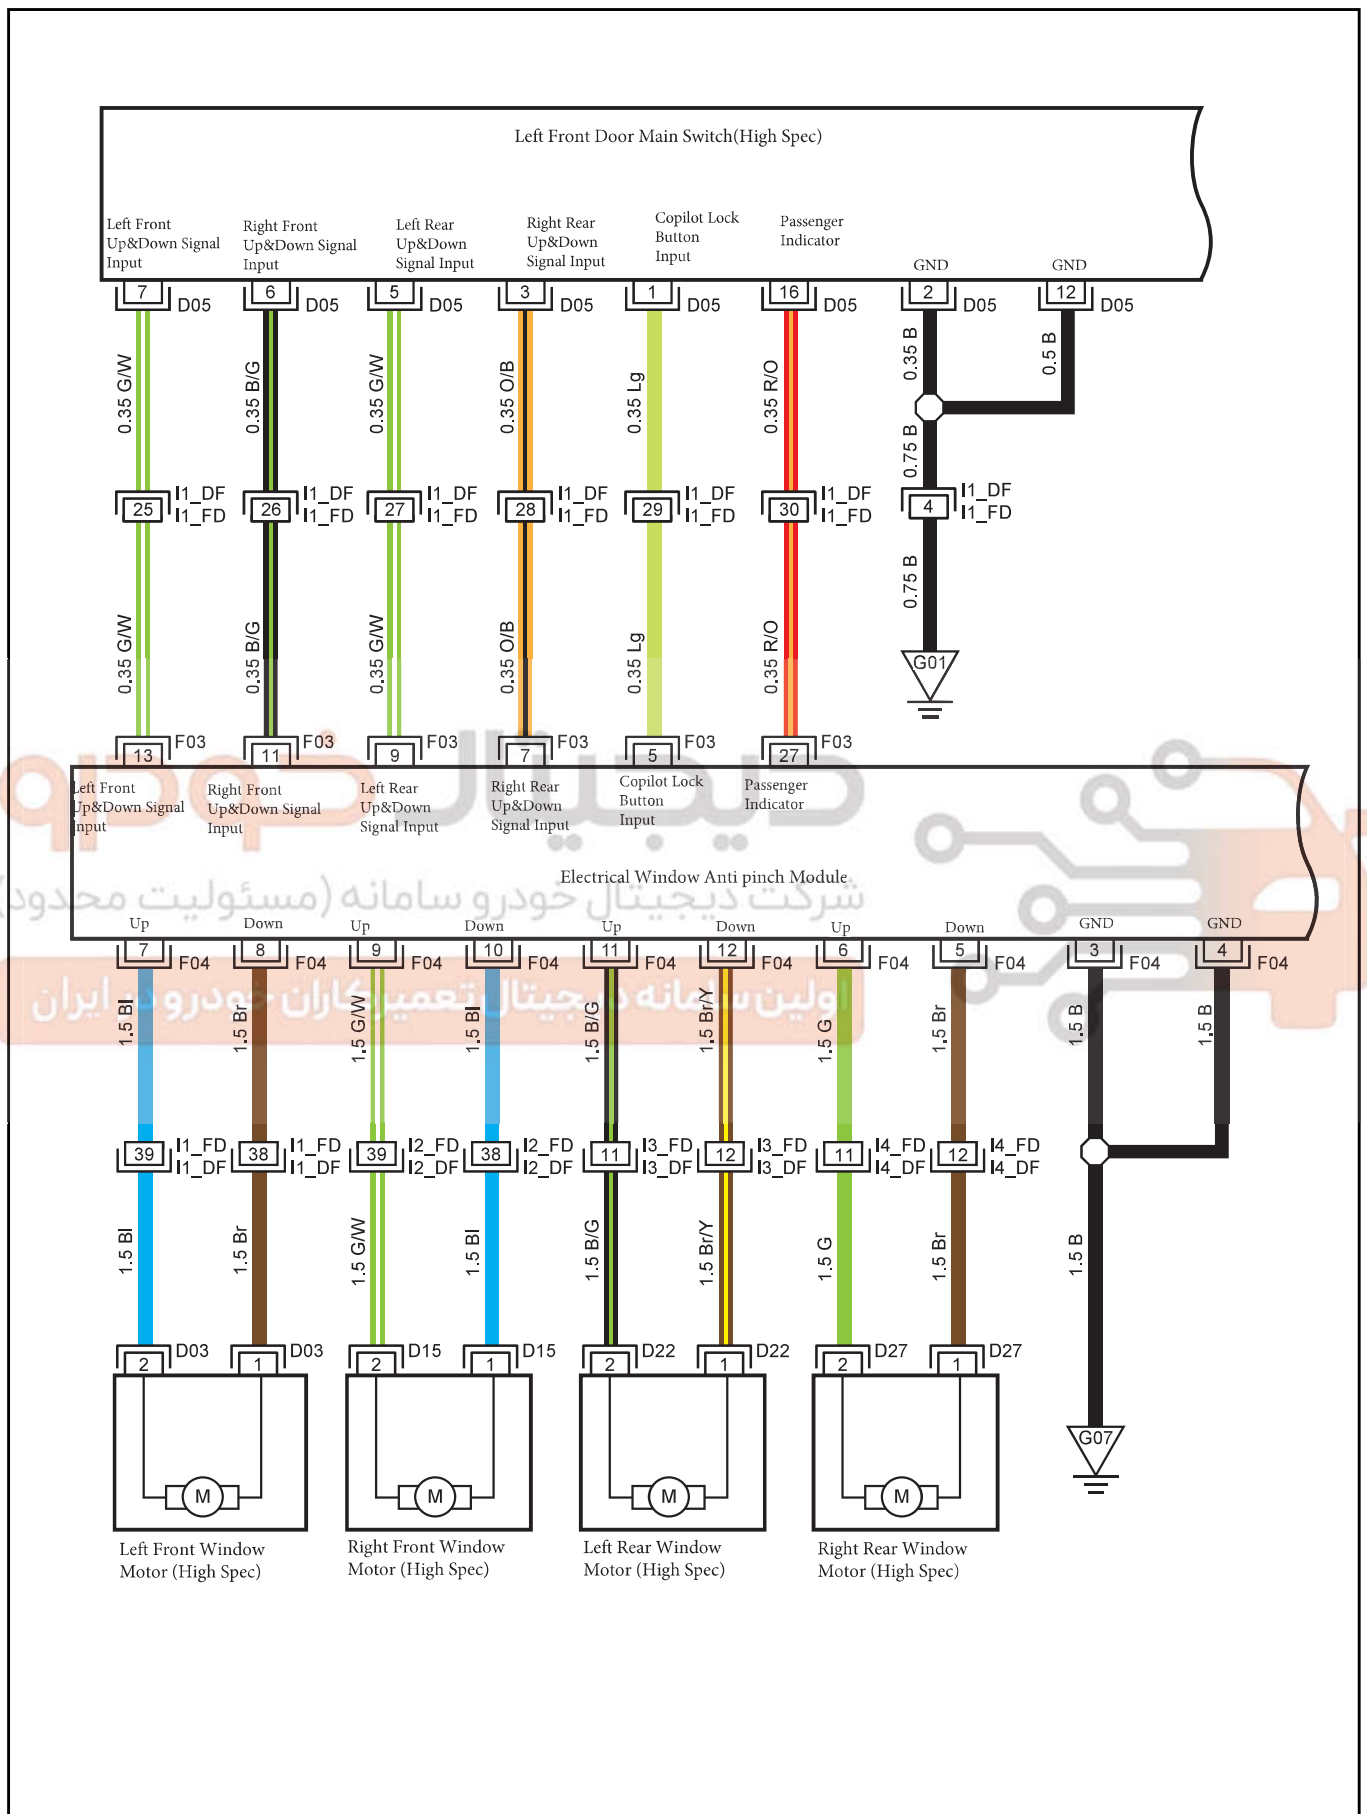 Left Front Door Main Switch(High Spec)
Left Front
Up&Down Signal
Input
Right Front
Up&Down Signal
Input
Left Rear
Up&Down
Signal Input
Right Rear
Up&Down
Signal Input
Copilot Lock
Button
Input
Passenger
Indicator
GND
GND
7 D05
6 D05
5 D05
3 D05
1 D05
16 D05
2 D05
12 D05
0.35 G/W
0.35 B/G
0.35 G/W
0.35 O/B
0.35 Lg
0.35 R/O
0.35 B
0.5 B
0.75 B
25 I1_DF
I1_FD
26 I1_DF
I1_FD
27 I1_DF
I1_FD
28 I1_DF
I1_FD
29 I1_DF
I1_FD
30 I1_DF
I1_FD
4 I1_DF
I1_FD
0.35 G/W
0.35 B/G
0.35 G/W
0.35 O/B
0.35 Lg
0.35 R/O
0.75 B
G01
13 F03
11 F03
9 F03
7 F03
5 F03
27 F03
دیجیتال خودرو
Left Front
Up&Down Signal
Input
Right Front
Up&Down Signal
Input
Left Rear
Up&Down
Signal Input
Right Rear
Up&Down
Signal Input
Copilot Lock
Button
Input
Passenger
Indicator
Electrical Window Anti pinch Module
شرکت دیجیتال خودرو سامانه (مسئولیت محدود)
Up
Down
Up
Down
Up
Down
Up
Down
GND
GND
7 F04
8 F04
9 F04
10 F04
11 F04
12 F04
6 F04
5 F04
3 F04
4 F04
اولین سامانه دیجیتال تعمیرکاران خودرو در ایران
1.5 Bl
1.5 Br
1.5 G/W
1.5 Bl
1.5 B/G
1.5 Br/Y
1.5 G
1.5 Br
1.5 B
1.5 B
39 I1_FD
I1_DF
38 I1_FD
I1_DF
39 I2_FD
I2_DF
38 I2_FD
I2_DF
11 I3_FD
I3_DF
12 I3_FD
I3_DF
11 I4_FD
I4_DF
12 I4_FD
I4_DF
1.5 Bl
1.5 Br
1.5 G/W
1.5 Bl
1.5 B/G
1.5 Br/Y
1.5 G
1.5 Br
1.5 B
2 D03
1 D03
2 D15
1 D15
2 D22
1 D22
2 D27
1 D27
G07
M
M
M
M
Left Front Window
Motor (High Spec)
Right Front Window
Motor (High Spec)
Left Rear Window
Motor (High Spec)
Right Rear Window
Motor (High Spec)